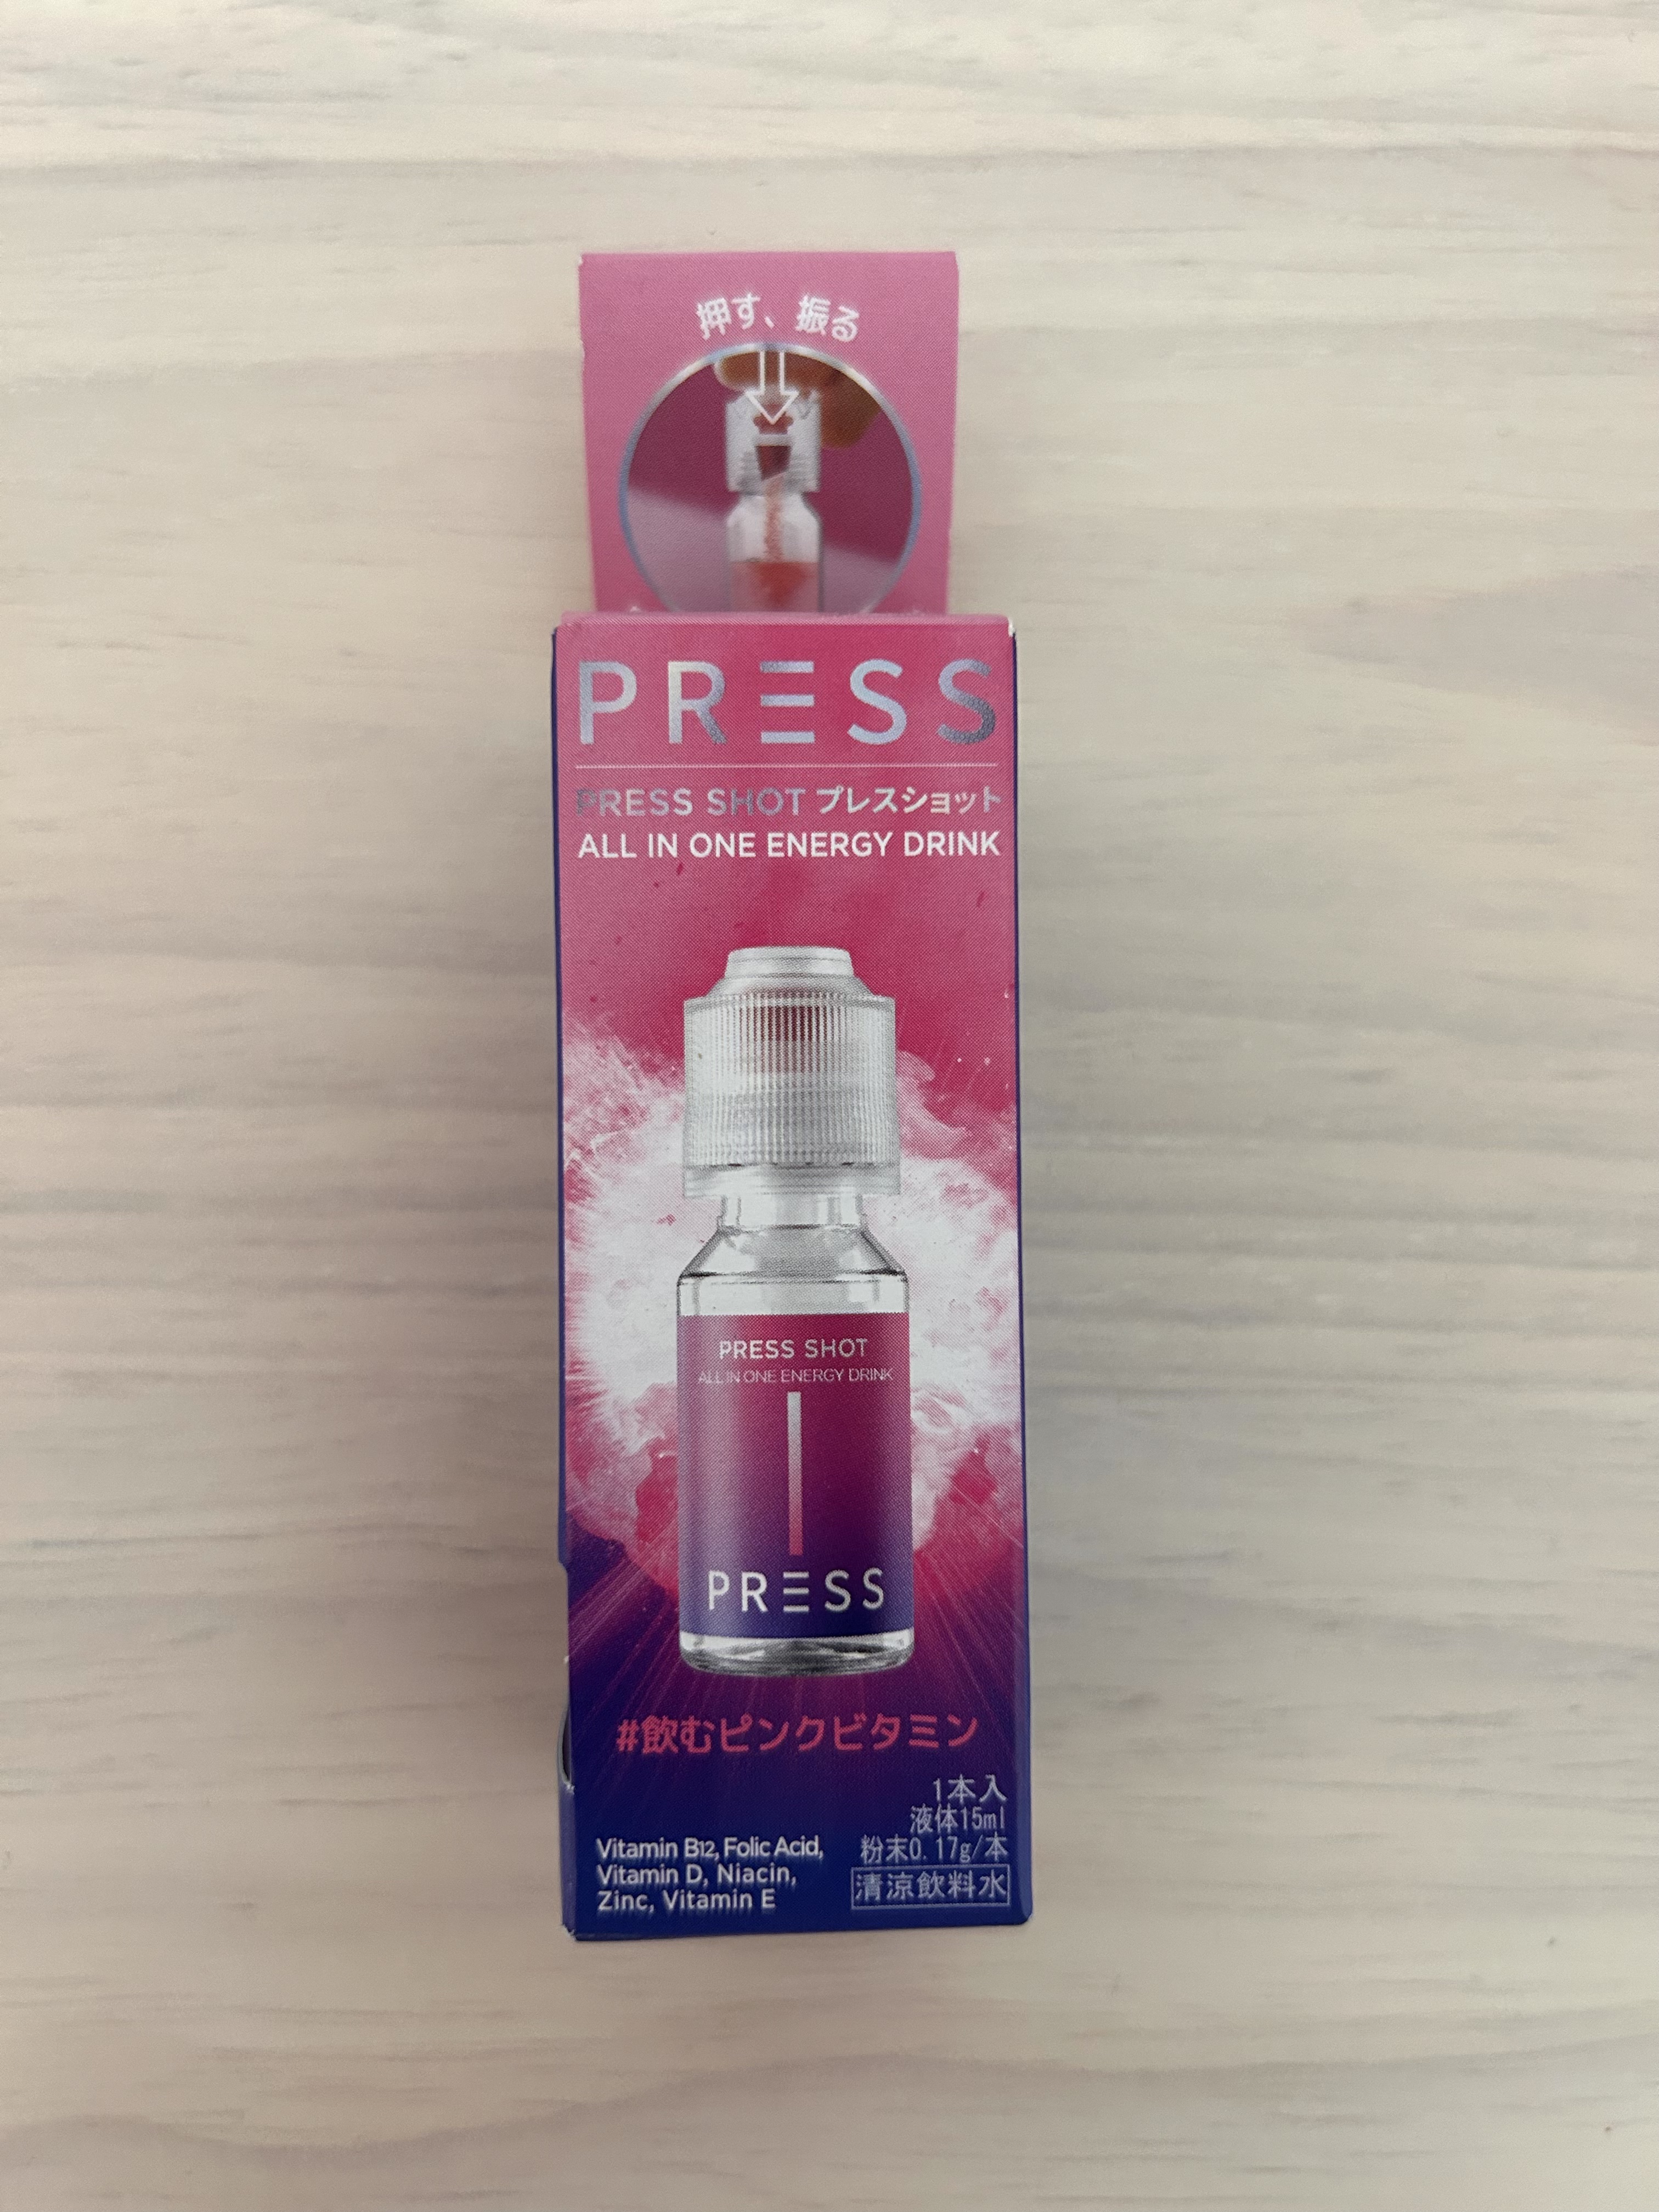 押す、振る
PRESS
PRESS SHOT プレスショット
ALL IN ONE ENERGY DRINK
PRESS SHOT
ALL IN ONE ENERGY DRINK
PRESS
#飲むピンクビタミン
1本入
液体15ml
粉末0.17g/本
清涼飲料水
Vitamin B12, Folic Acid,
Vitamin D, Niacin,
Zinc, Vitamin E